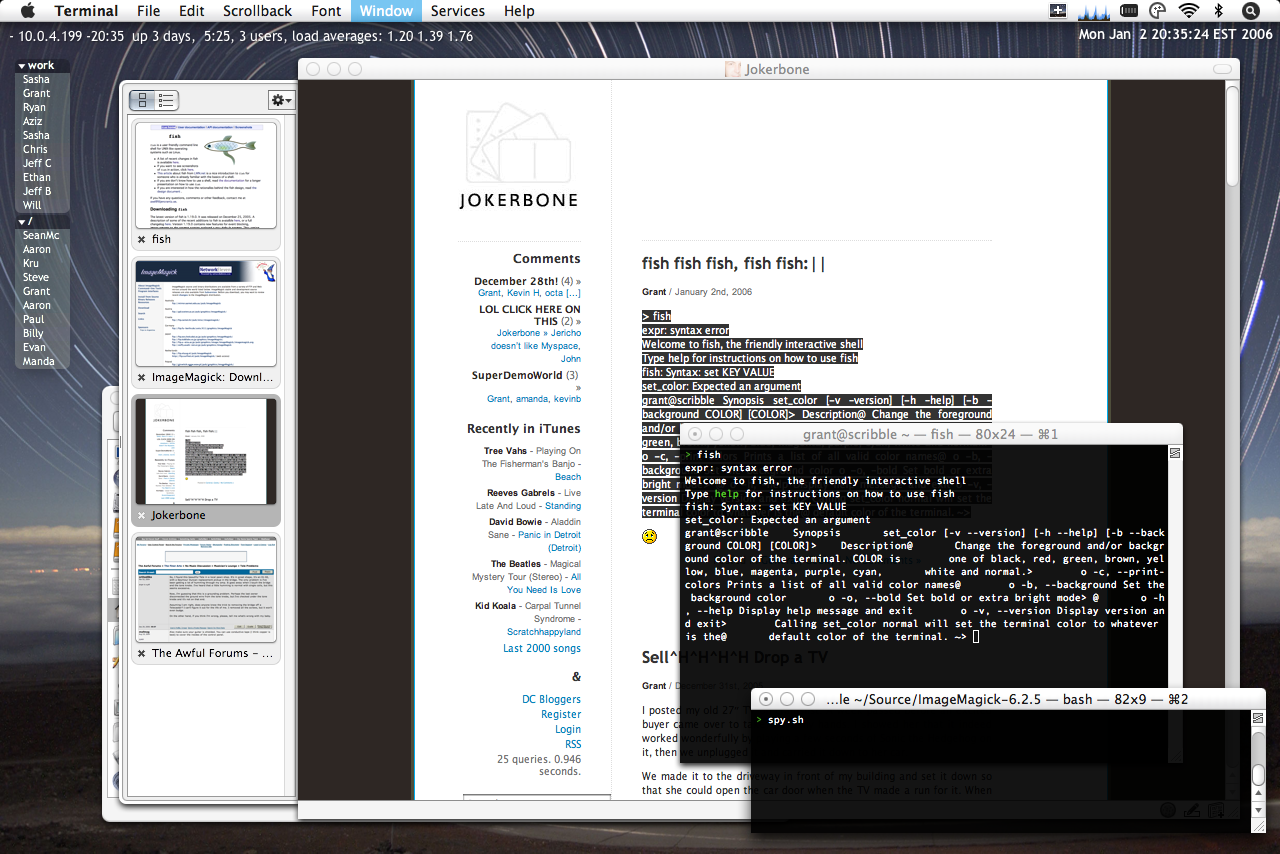 Terminal File Edit Scrollback Font Window Services Help
- 10.0.4.199 -20:35 up 3 days, 5:25, 3 users, load averages: 1.20 1.39 1.76
Mon Jan 2 20:35:24 EST 2006
work
Sasha
Grant
Ryan
Aziz
Sasha
Chris
Jeff C
Ethan
Jeff B
Will
/
SeanMc
Aaron
Kru
Steve
Grant
Aaron
Paul
Billy
Evan
Manda
fish
Downloading fish
fish
ImageMagick
ImageMagick: Downl...
JOKERBONE
Jokerbone
The Awful Forums – ...
Jokerbone
JOKERBONE
Comments
December 28th! (4) »
Grant, Kevin H, octa [...]
LOL CLICK HERE ON
THIS (2) »
Jokerbone » Jericho
doesn't like Myspace,
John
SuperDemoWorld (3)
»
Grant, amanda, kevinb
Recently in iTunes
Tree Vahs - Playing On
The Fisherman's Banjo -
Beach
Reeves Gabrels - Live
Late And Loud - Standing
David Bowie - Aladdin
Sane - Panic in Detroit
(Detroit)
The Beatles - Magical
Mystery Tour (Stereo) - All
You Need Is Love
Kid Koala - Carpal Tunnel
Syndrome -
Scratchappyland
Last 2000 songs
&
DC Bloggers
Register
Login
RSS
25 queries. 0.946
seconds.
fish fish fish, fish fish: | |
Grant / January 2nd, 2006
> fish
expr: syntax error
Welcome to fish, the friendly interactive shell
Type help for instructions on how to use fish
fish: Syntax: set KEY VALUE
set_color: Expected an argument
grant@scribble Synopsis set_color [-v –version] [-h –help] [-b –
background COLOR] [COLOR]> Description@ Change the foreground
and/or
green, b
Sell^H^H^H^H Drop a TV
Grant / December 31st,
I posted my old 27"
buyer came over to
worked wonderfully
it, then we unplugged
We made it to the driveway in front of my building and set it down so
that she could open the car door when the TV made a run for it. When
grant@scribble ~ — fish — 80x24 — ⌘1
> fish
expr: syntax error
Welcome to fish, the friendly interactive shell
Type help for instructions on how to use fish
fish: Syntax: set KEY VALUE
set_color: Expected an argument
grant@scribble Synopsis set_color [-v --version] [-h --help] [-b --back
ground COLOR] [COLOR]> Description@ Change the foreground and/or backgr
ound color of the terminal. COLOR is one of black, red, green, brown, yel
low, blue, magenta, purple, cyan, white and normal.> o -c, --print-
colors Prints a list of all valid color names@ o -b, --background Set the
background color o -o, --bold Set bold or extra bright mode> @ o -h
, --help Display help message and exit o -v, --version Display version an
d exit> Calling set_color normal will set the terminal color to whatever
is the@ default color of the terminal. ~>
...le ~/Source/ImageMagick-6.2.5 — bash — 82x9 — ⌘2
> spy.sh